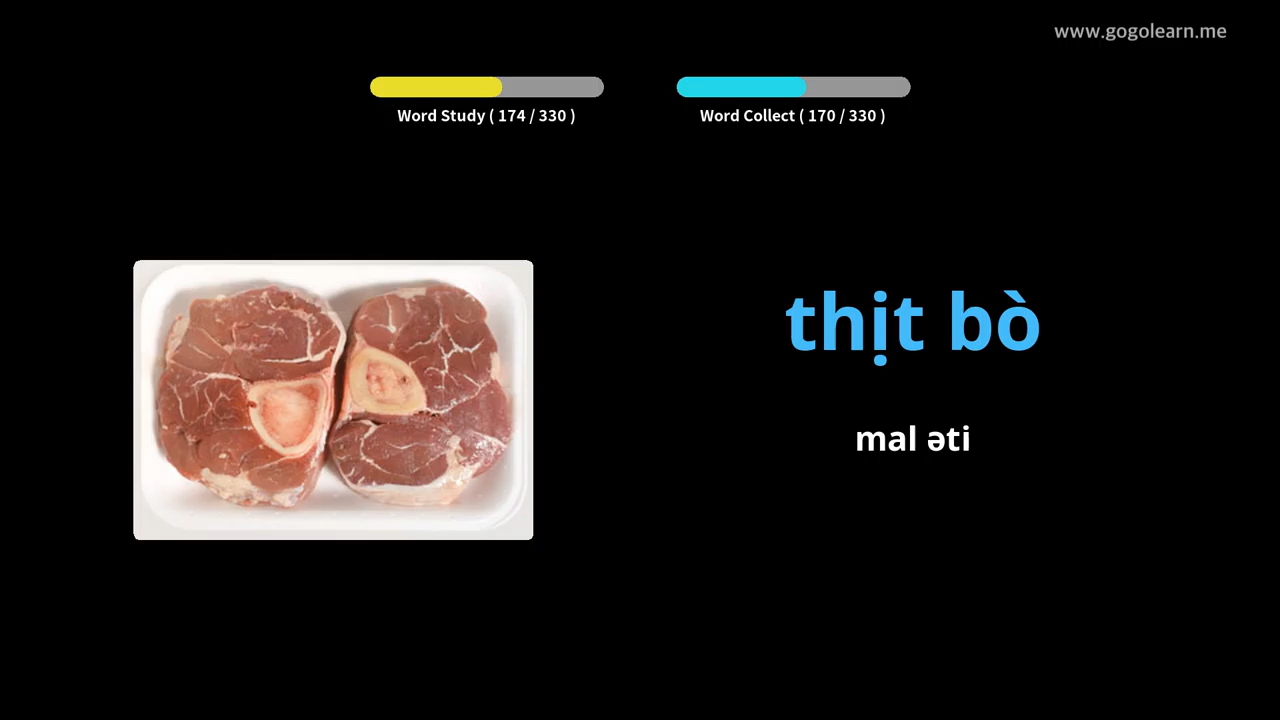 www.gogolearn.me
Word Study ( 174 / 330 )
Word Collect ( 170 / 330 )
thịt bò
mal əti